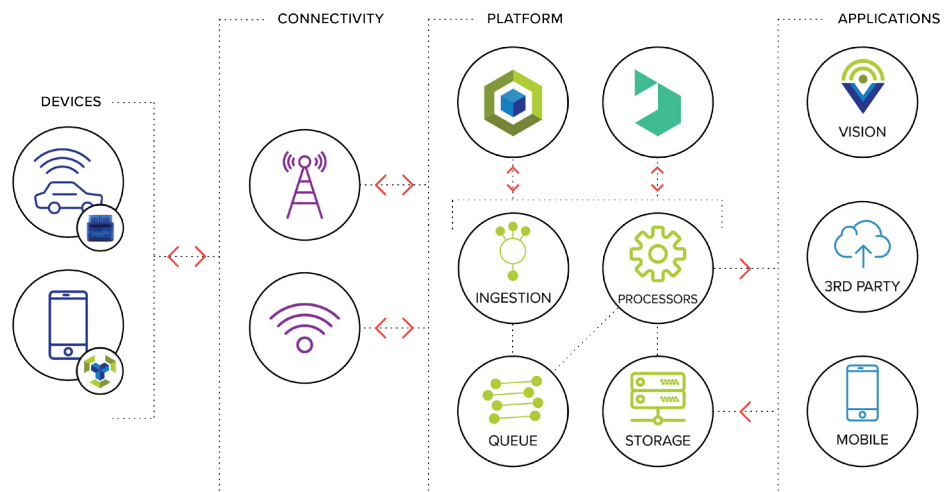 CONNECTIVITY
PLATFORM
APPLICATIONS
DEVICES
VISION
INGESTION
PROCESSORS
3RD PARTY
QUEUE
STORAGE
MOBILE